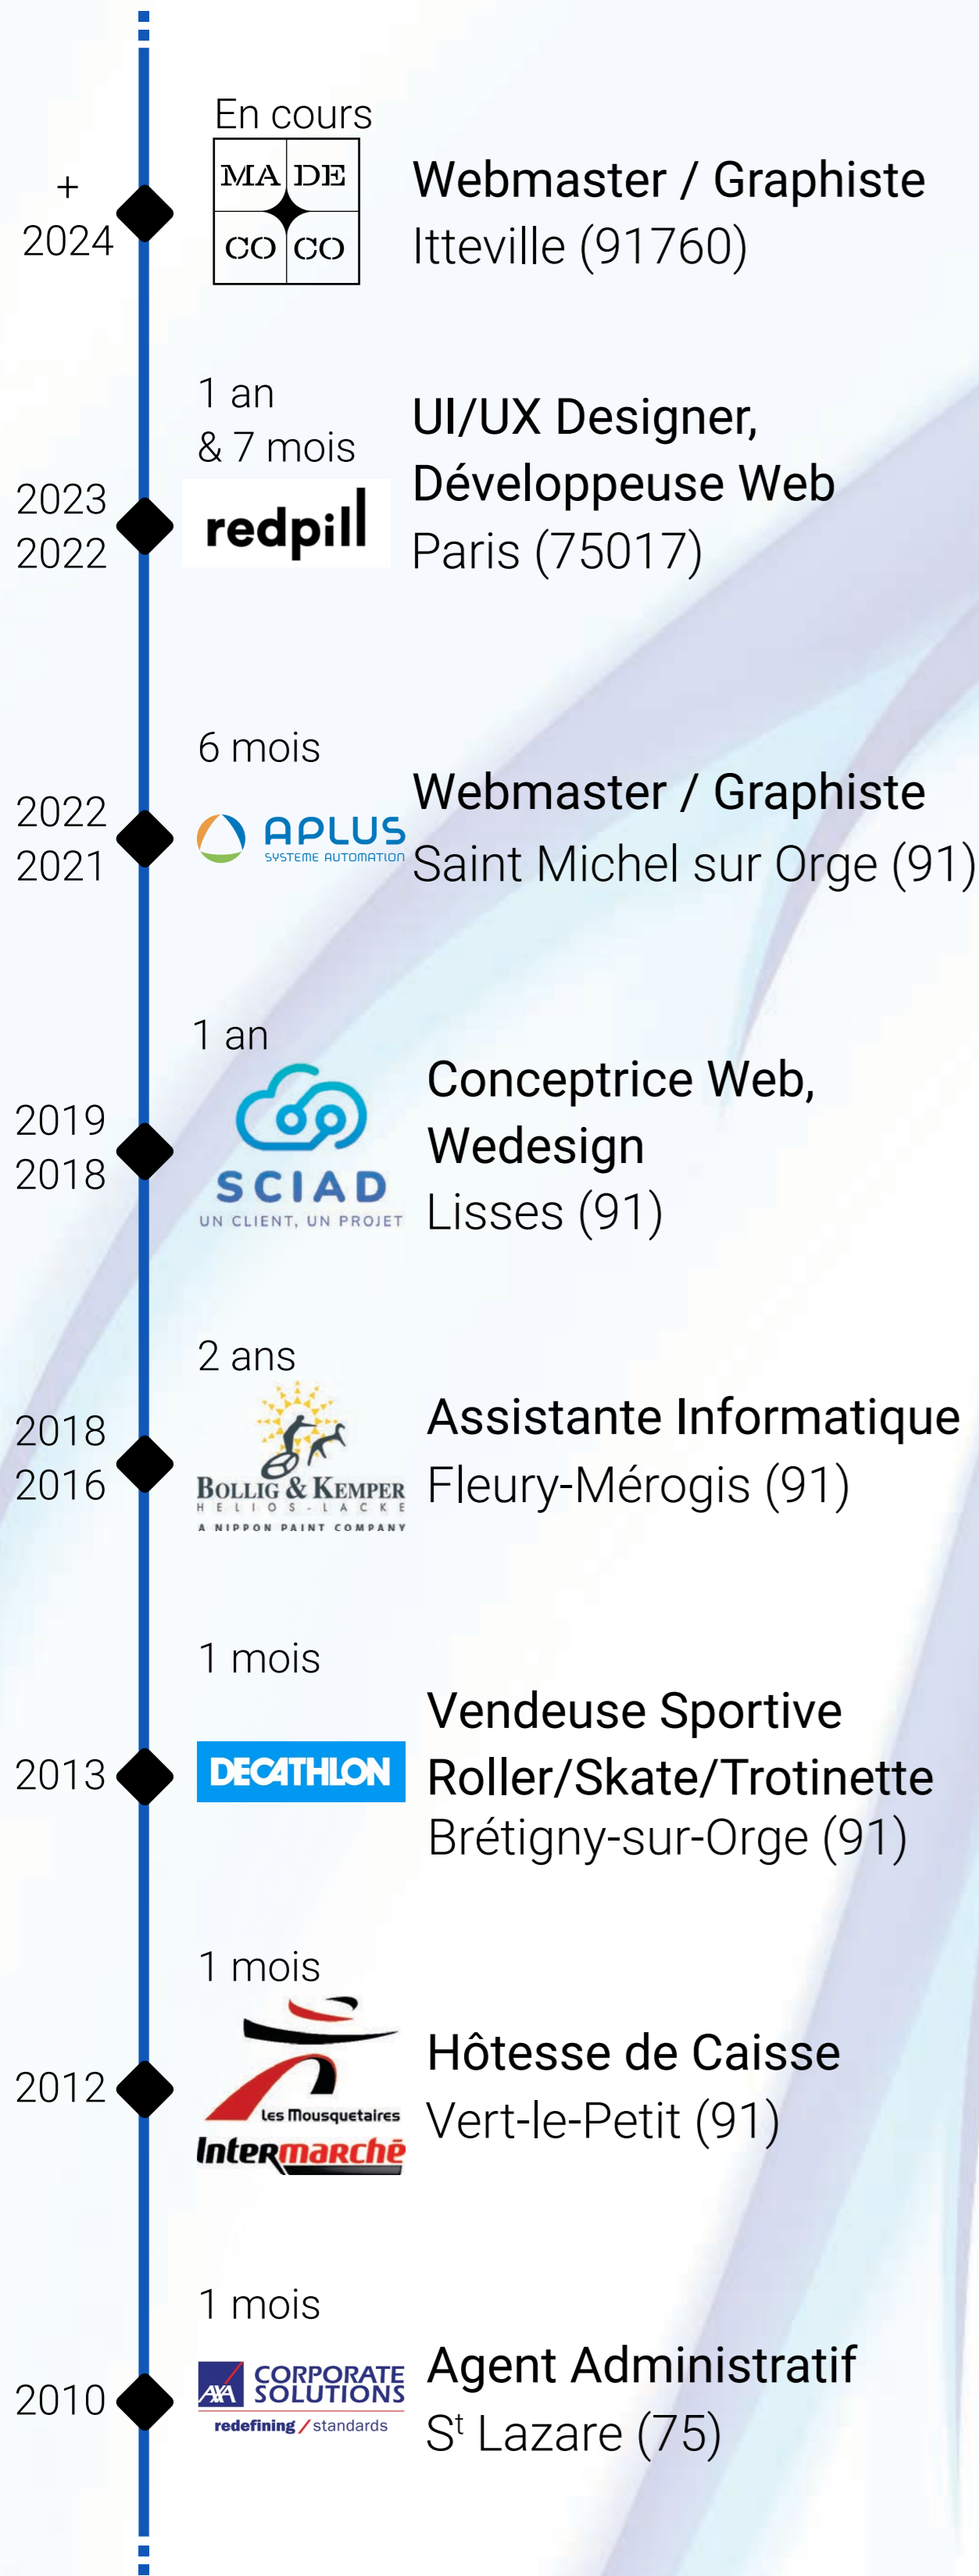 En cours
+
2024
MA DE
CO CO
Webmaster / Graphiste
Itteville (91760)
1 an
& 7 mois
2023
2022
redpill
UI/UX Designer,
Développeuse Web
Paris (75017)
6 mois
2022
2021
APLUS
SYSTEME AUTOMATION
Webmaster / Graphiste
Saint Michel sur Orge (91)
1 an
2019
2018
SCIAD
UN CLIENT, UN PROJET
Conceptrice Web,
Wedesign
Lisses (91)
2 ans
2018
2016
BOLLIG & KEMPER
HELIOS-LACKE
A NIPPON PAINT COMPANY
Assistante Informatique
Fleury-Mérogis (91)
1 mois
2013
DECATHLON
Vendeuse Sportive
Roller/Skate/Trotinette
Brétigny-sur-Orge (91)
1 mois
2012
Les Mousquetaires
Intermarché
Hôtesse de Caisse
Vert-le-Petit (91)
1 mois
2010
AXA CORPORATE
SOLUTIONS
redefining / standards
Agent Administratif
St Lazare (75)